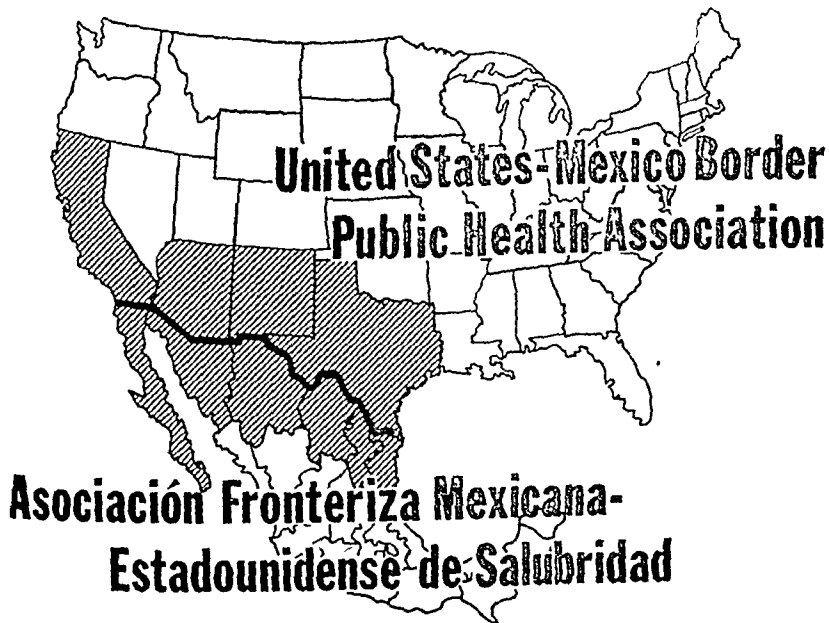 United States-Mexico Border
Public Health Association
Asociación Fronteriza Mexicana-
Estadounidense de Salubridad